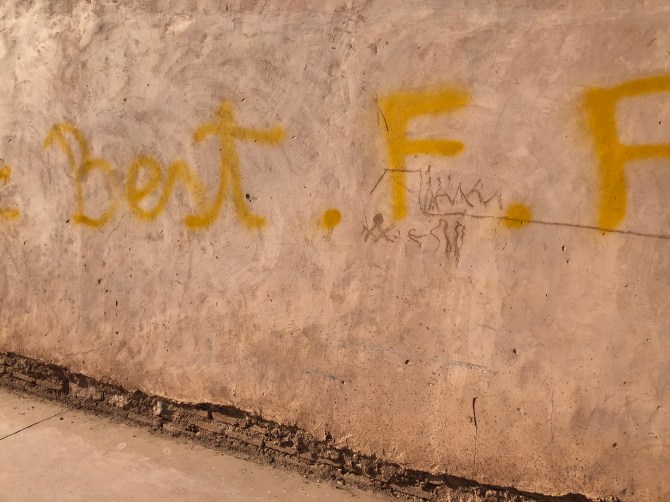 Best . F . F